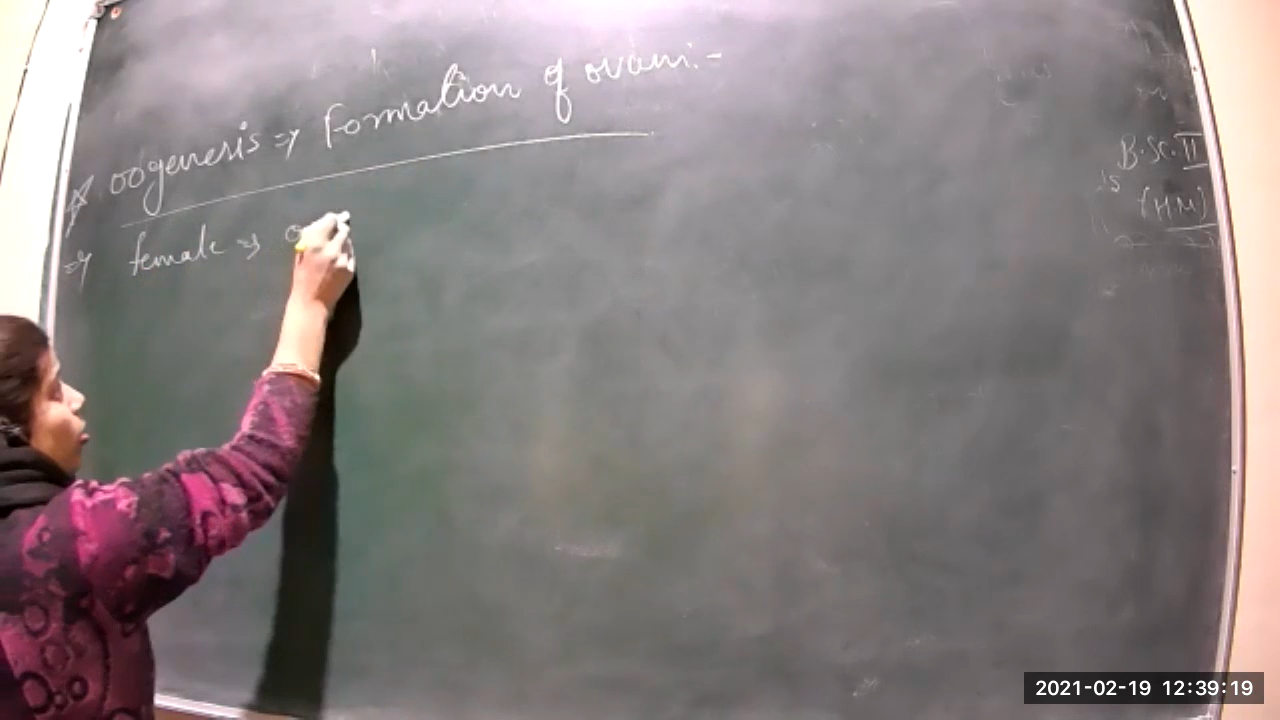 ☆ oogenesis ⇒ Formation of ovum:-
⇒ female ⇒ o
B.Sc. II
(HM)
2021-02-19 12:39:19